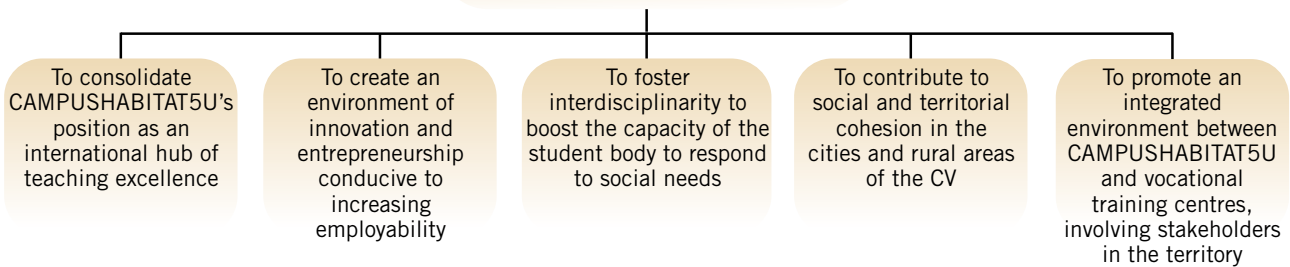 To consolidate
CAMPUSHABITAT5U's
position as an
international hub of
teaching excellence
To create an
environment of
innovation and
entrepreneurship
conducive to
increasing
employability
To foster
interdisciplinarity to
boost the capacity of the
student body to respond
to social needs
To contribute to
social and territorial
cohesion in the
cities and rural areas
of the CV
To promote an
integrated
environment between
CAMPUSHABITAT5U
and vocational
training centres,
involving stakeholders
in the territory